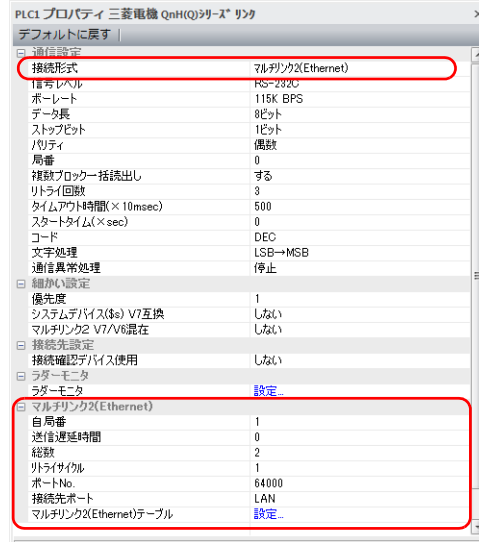 PLC1 プロパティ 三菱電機 QnH(Q)シリーズ リンク
デフォルトに戻す
通信設定
接続形式 マルチリンク2(Ethernet)
信号レベル RS-232C
ボーレート 115K BPS
データ長 8ビット
ストップビット 1ビット
パリティ 偶数
局番 0
複数ブロック一括読出し する
リトライ回数 3
タイムアウト時間(×10msec) 500
スタートタイム(×sec) 0
コード DEC
文字処理 LSB→MSB
通信異常処理 停止
細かい設定
優先度 1
システムデバイス($s) V7互換 しない
マルチリンク2 V7/V6混在 しない
接続先設定
接続確認デバイス使用 しない
ラダーモニタ
ラダーモニタ 設定...
マルチリンク2(Ethernet)
自局番 1
送信遅延時間 0
総数 2
リトライサイクル 1
ポートNo. 64000
接続先ポート LAN
マルチリンク2(Ethernet)テーブル 設定...